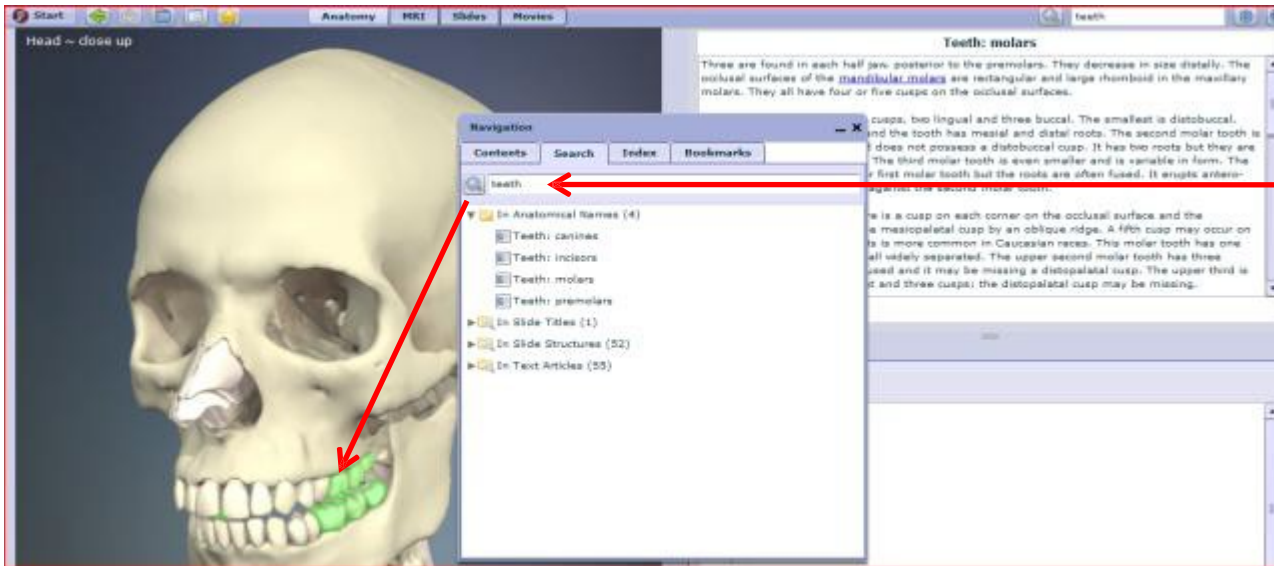 Start
Anatomy MRI Slides Movies
teeth
Head ~ close up
Teeth: molars
Three are found in each half jaw, posterior to the premolars. They decrease in size distally. The
occlusal surfaces of the mandibular molars are rectangular and large rhomboid in the maxillary
molars. They all have four or five cusps on the occlusal surfaces.
cusps, two lingual and three buccal. The smallest is distobuccal.
and the tooth has mesial and distal roots. The second molar tooth is
does not possess a distobuccal cusp. It has two roots but they are
The third molar tooth is even smaller and is variable in form. The
first molar tooth but the roots are often fused. It erupts antero-
against the second molar tooth.
is a cusp on each corner on the occlusal surface and the
mesiopalatal cusp by an oblique ridge. A fifth cusp may occur on
is more common in Caucasian races. This molar tooth has one
all widely separated. The upper second molar tooth has three
used and it may be missing a distopalatal cusp. The upper third is
and three cusps; the distopalatal cusp may be missing.
Navigation
Contents Search Index Bookmarks
teeth
In Anatomical Names (4)
Teeth: canines
Teeth: incisors
Teeth: molars
Teeth: premolars
In Slide Titles (1)
In Slide Structures (52)
In Text Articles (55)